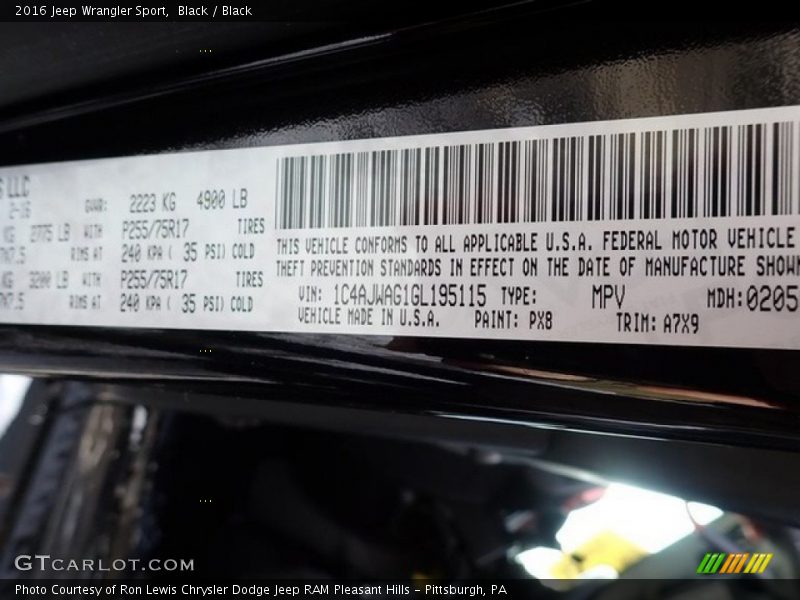 2016 Jeep Wrangler Sport, Black / Black
LLC
GVWR: 2223 KG 4900 LB
KG 2775 LB WITH P255/75R17 TIRES
RIMS AT 240 KPA ( 35 PSI) COLD
KG 3200 LB WITH P255/75R17 TIRES
RIMS AT 240 KPA ( 35 PSI) COLD
THIS VEHICLE CONFORMS TO ALL APPLICABLE U.S.A. FEDERAL MOTOR VEHICLE
THEFT PREVENTION STANDARDS IN EFFECT ON THE DATE OF MANUFACTURE SHOWN
VIN: 1C4AJWAG1GL195115 TYPE: MPV MDH: 0205
VEHICLE MADE IN U.S.A. PAINT: PX8 TRIM: A7X9
GTCARLOT.COM
Photo Courtesy of Ron Lewis Chrysler Dodge Jeep RAM Pleasant Hills – Pittsburgh, PA